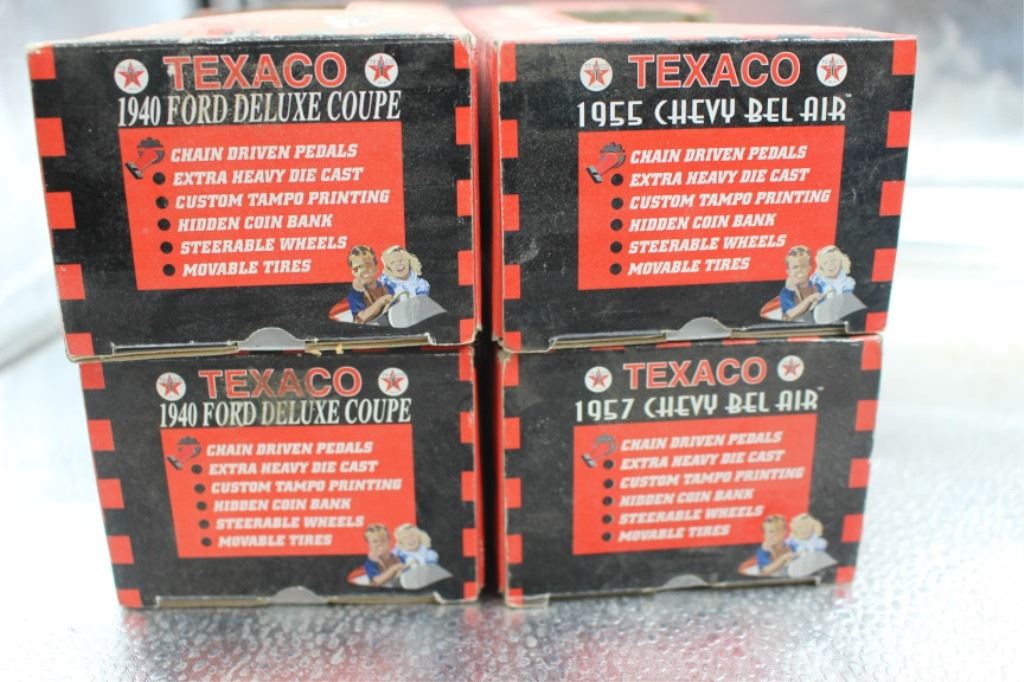 TEXACO
1940 FORD DELUXE COUPE
CHAIN DRIVEN PEDALS
EXTRA HEAVY DIE CAST
CUSTOM TAMPO PRINTING
HIDDEN COIN BANK
STEERABLE WHEELS
MOVABLE TIRES
TEXACO
1955 CHEVY BEL AIR™
CHAIN DRIVEN PEDALS
EXTRA HEAVY DIE CAST
CUSTOM TAMPO PRINTING
HIDDEN COIN BANK
STEERABLE WHEELS
MOVABLE TIRES
TEXACO
1940 FORD DELUXE COUPE
CHAIN DRIVEN PEDALS
EXTRA HEAVY DIE CAST
CUSTOM TAMPO PRINTING
HIDDEN COIN BANK
STEERABLE WHEELS
MOVABLE TIRES
TEXACO
1957 CHEVY BEL AIR™
CHAIN DRIVEN PEDALS
EXTRA HEAVY DIE CAST
CUSTOM TAMPO PRINTING
HIDDEN COIN BANK
STEERABLE WHEELS
MOVABLE TIRES